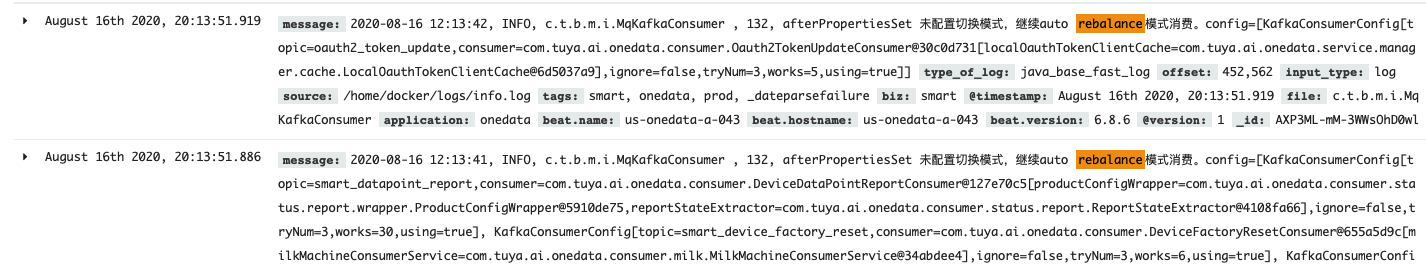 August 16th 2020, 20:13:51.919 message: 2020-08-16 12:13:42, INFO, c.t.b.m.i.MqKafkaConsumer , 132, afterPropertiesSet 未配置切换模式，继续auto rebalance模式消费。config=[KafkaConsumerConfig[t
opic=oauth2_token_update,consumer=com.tuya.ai.onedata.consumer.Oauth2TokenUpdateConsumer@30c0d731[localOauthTokenClientCache=com.tuya.ai.onedata.service.manag
er.cache.LocalOauthTokenClientCache@6d5037a9],ignore=false,tryNum=3,works=5,using=true]] type_of_log: java_base_fast_log offset: 452,562 input_type: log
source: /home/docker/logs/info.log tags: smart, onedata, prod, _dateparsefailure biz: smart @timestamp: August 16th 2020, 20:13:51.919 file: c.t.b.m.i.Mq
KafkaConsumer application: onedata beat.name: us-onedata-a-043 beat.hostname: us-onedata-a-043 beat.version: 6.8.6 @version: 1 _id: AXP3ML-mM-3WWsOhD0wl
August 16th 2020, 20:13:51.886 message: 2020-08-16 12:13:41, INFO, c.t.b.m.i.MqKafkaConsumer , 132, afterPropertiesSet 未配置切换模式，继续auto rebalance模式消费。config=[KafkaConsumerConfig[
topic=smart_datapoint_report,consumer=com.tuya.ai.onedata.consumer.DeviceDataPointReportConsumer@127e70c5[productConfigWrapper=com.tuya.ai.onedata.consumer.sta
tus.report.wrapper.ProductConfigWrapper@5910de75,reportStateExtractor=com.tuya.ai.onedata.consumer.status.report.ReportStateExtractor@4108fa66],ignore=false,t
ryNum=3,works=30,using=true], KafkaConsumerConfig[topic=smart_device_factory_reset,consumer=com.tuya.ai.onedata.consumer.DeviceFactoryResetConsumer@655a5d9c[m
ilkMachineConsumerService=com.tuya.ai.onedata.consumer.milk.MilkMachineConsumerService@34abdee4],ignore=false,tryNum=3,works=6,using=true], KafkaConsumerConfi